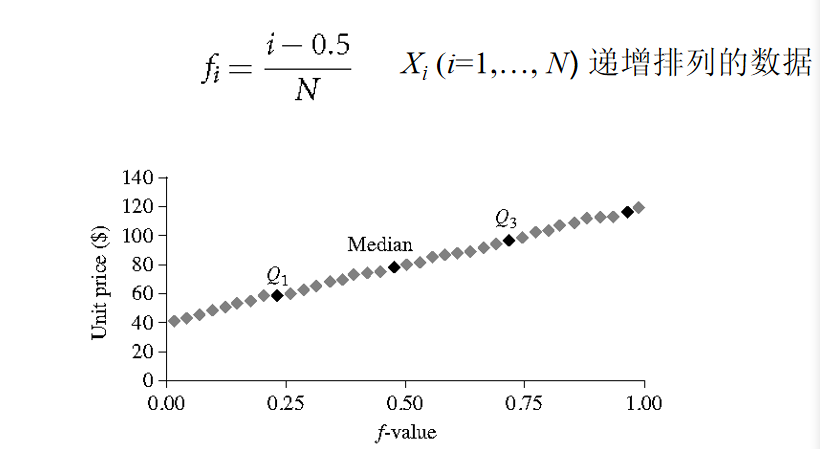 fᵢ = (i − 0.5) / N    Xᵢ (i=1,…, N) 递增排列的数据
140
120
100
80
60
40
20
0
Unit price ($)
Q₁
Median
Q₃
0.00 0.25 0.50 0.75 1.00
f-value